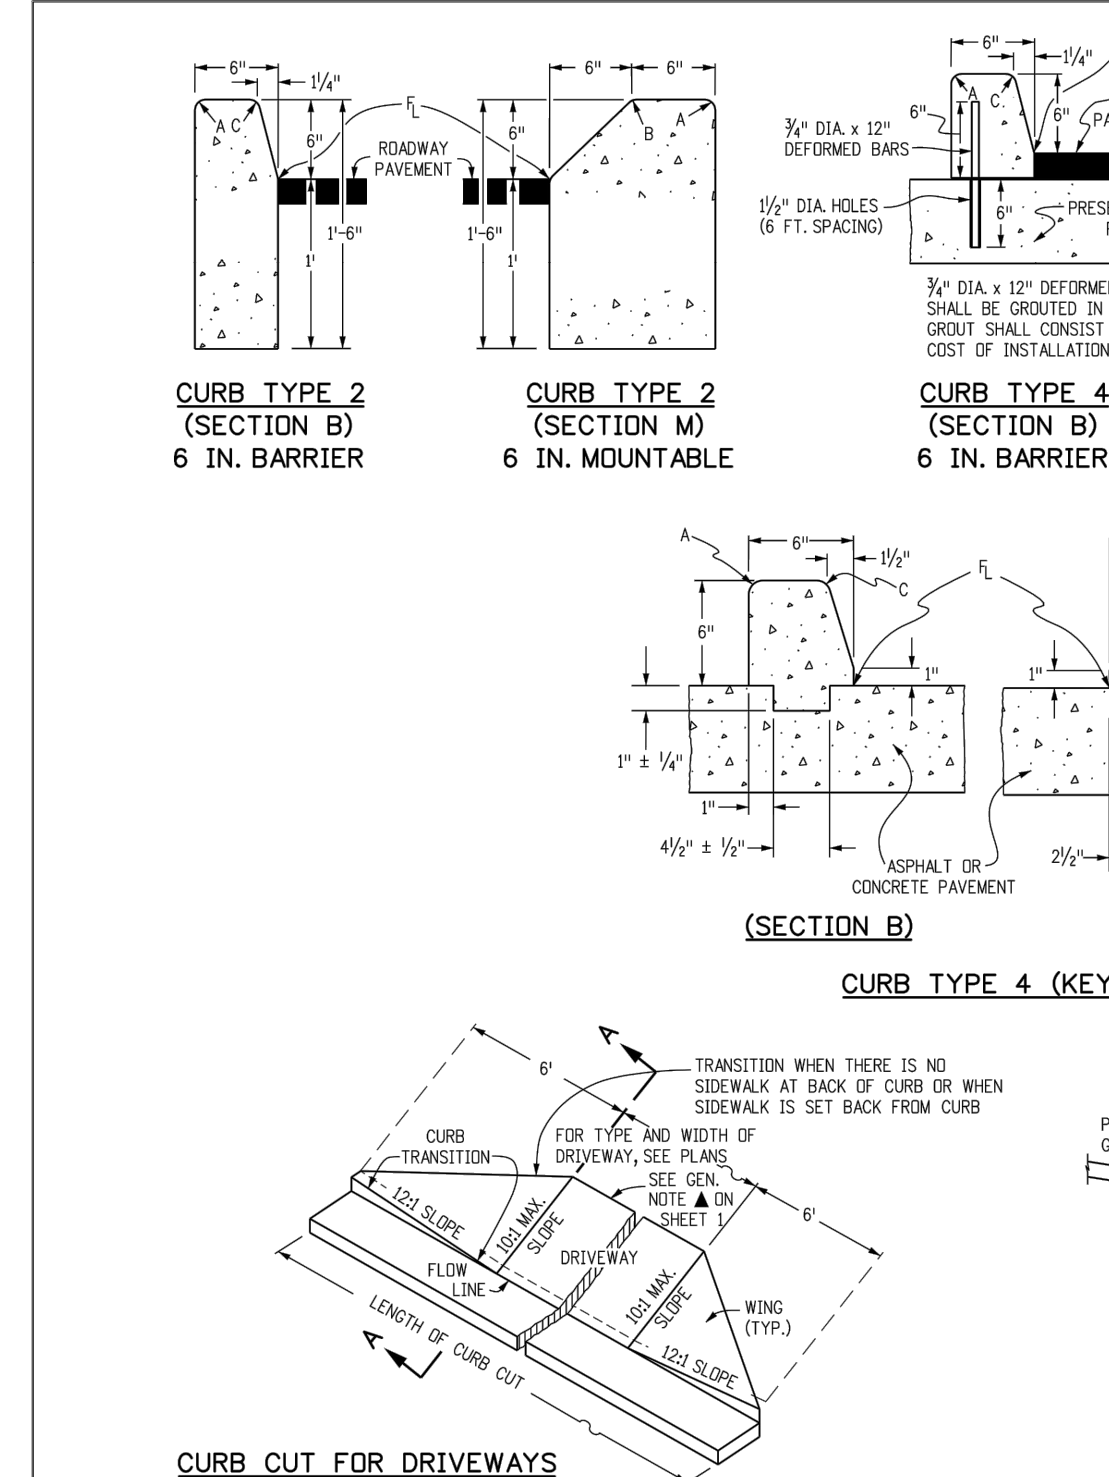 6"
1¼"
A C
6"
1'-6"
1'
CURB TYPE 2
(SECTION B)
6 IN. BARRIER
FL
ROADWAY
PAVEMENT
6"
6"
6"
B
A
1'-6"
1'
CURB TYPE 2
(SECTION M)
6 IN. MOUNTABLE
6"
1¼"
6"
A
C
6"
¾" DIA. x 12"
DEFORMED BARS
1½" DIA. HOLES
(6 FT. SPACING)
6"
¾" DIA. x 12"
SHALL BE GROUTED IN
GROUT SHALL CONSIST
COST OF INSTALLATION
CURB TYPE 4
(SECTION B)
6 IN. BARRIER
A
6"
1½"
C
6"
FL
1"
1"
1" ± ¼"
1"
4½" ± ½"
2½"
ASPHALT OR
CONCRETE PAVEMENT
(SECTION B)
CURB TYPE 4
A
6'
TRANSITION WHEN THERE IS NO
SIDEWALK AT BACK OF CURB OR WHEN
SIDEWALK IS SET BACK FROM CURB
FOR TYPE AND WIDTH OF
DRIVEWAY, SEE PLANS
CURB
TRANSITION
SEE GEN.
NOTE ▲ ON
SHEET 1
6'
12:1 SLOPE
10:1 MAX.
SLOPE
DRIVEWAY
FLOW
LINE
10:1 MAX.
SLOPE
WING
(TYP.)
12:1 SLOPE
LENGTH OF CURB CUT
A
CURB CUT FOR DRIVEWAYS